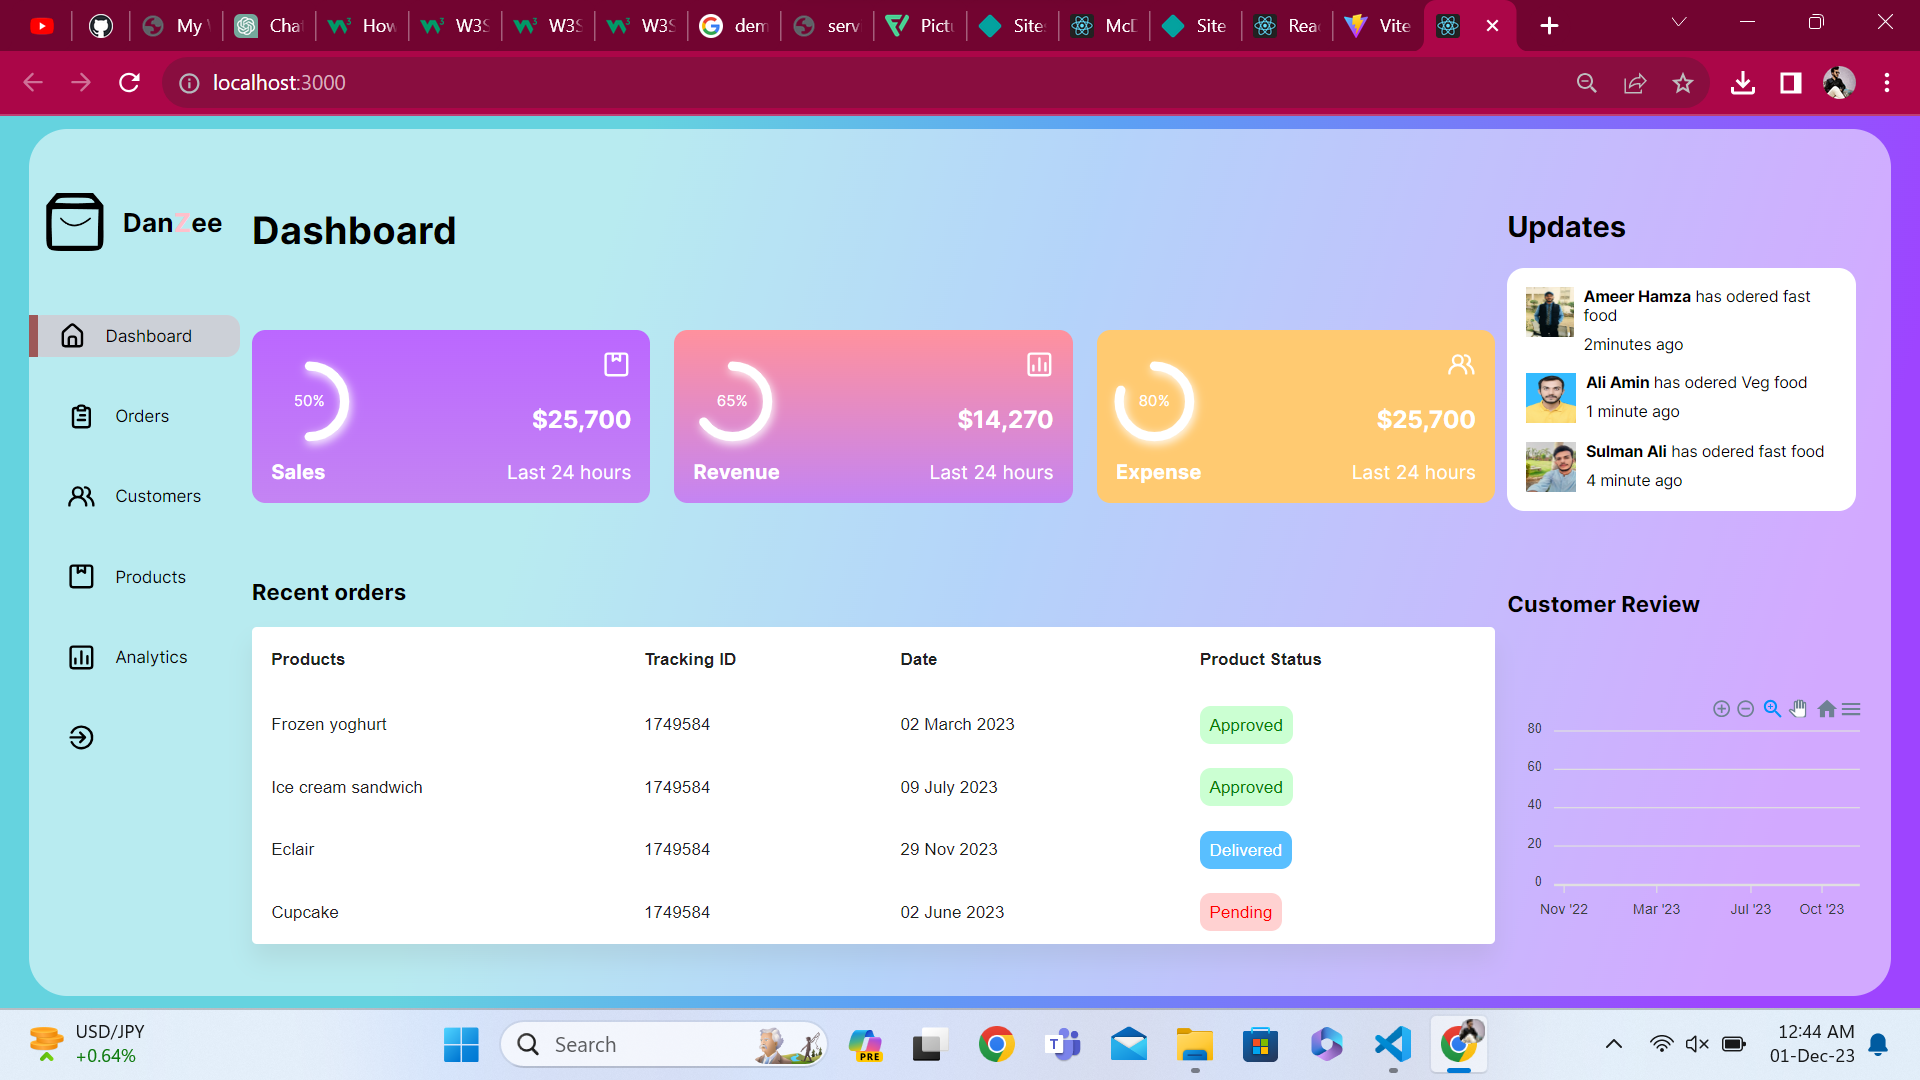 My
Cha
How
W3S
W3S
W3S
dem
serv
Pict
Site
McD
Site
Rea
Vite
localhost:3000
DanZee
Dashboard
Orders
Customers
Products
Analytics
Dashboard
50%
$25,700
Sales
Last 24 hours
65%
$14,270
Revenue
Last 24 hours
80%
$25,700
Expense
Last 24 hours
Recent orders
Products Tracking ID Date Product Status
Frozen yoghurt 1749584 02 March 2023 Approved
Ice cream sandwich 1749584 09 July 2023 Approved
Eclair 1749584 29 Nov 2023 Delivered
Cupcake 1749584 02 June 2023 Pending
Updates
Ameer Hamza has odered fast
food
2minutes ago
Ali Amin has odered Veg food
1 minute ago
Sulman Ali has odered fast food
4 minute ago
Customer Review
80
60
40
20
0
Nov '22 Mar '23 Jul '23 Oct '23
USD/JPY
+0.64%
Search
PRE
T
12:44 AM
01-Dec-23